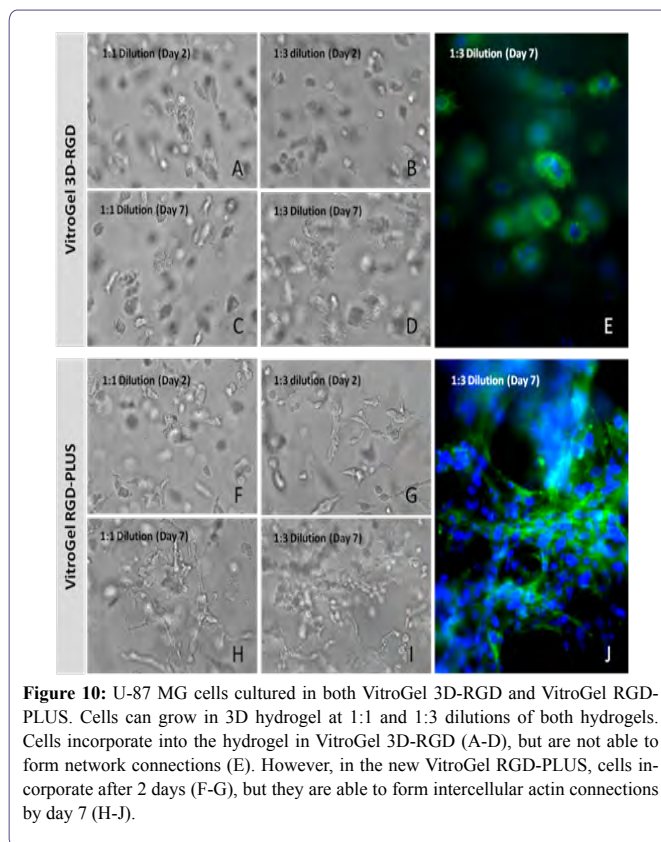 VitroGel 3D-RGD
1:1 Dilution (Day 2)
A
1:3 dilution (Day 2)
B
1:3 Dilution (Day 7)
E
1:1 Dilution (Day 7)
C
1:3 Dilution (Day 7)
D
VitroGel RGD-PLUS
1:1 Dilution (Day 2)
F
1:3 dilution (Day 2)
G
1:3 Dilution (Day 7)
J
1:1 Dilution (Day 7)
H
1:3 Dilution (Day 7)
I
Figure 10: U-87 MG cells cultured in both VitroGel 3D-RGD and VitroGel RGD-
PLUS. Cells can grow in 3D hydrogel at 1:1 and 1:3 dilutions of both hydrogels.
Cells incorporate into the hydrogel in VitroGel 3D-RGD (A-D), but are not able to
form network connections (E). However, in the new VitroGel RGD-PLUS, cells in-
corporate after 2 days (F-G), but they are able to form intercellular actin connections
by day 7 (H-J).